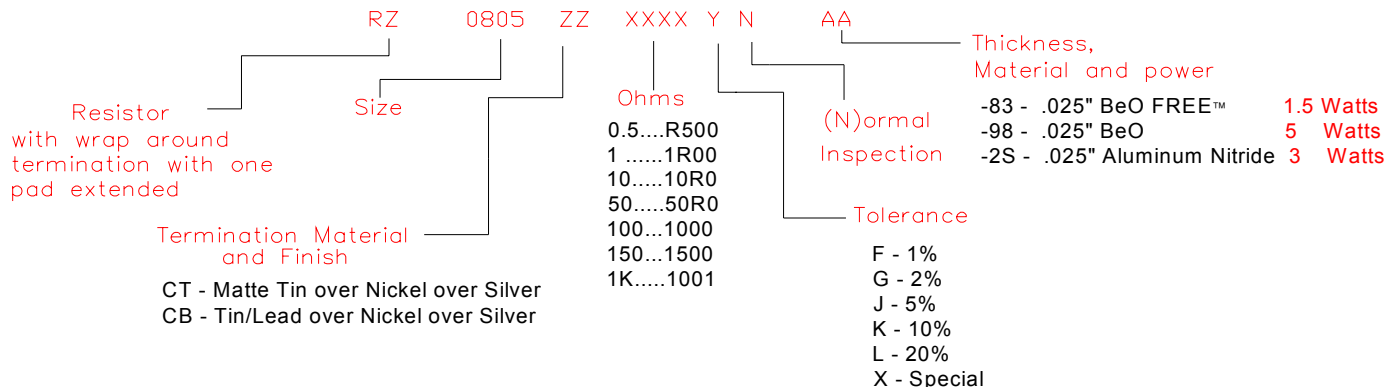 RZ 0805 ZZ XXXX Y N AA
Thickness,
Material and power
-83 - .025" BeO FREE™ 1.5 Watts
-98 - .025" BeO 5 Watts
-2S - .025" Aluminum Nitride 3 Watts
Resistor
with wrap around
termination with one
pad extended
Size
Ohms
0.5....R500
1 ......1R00
10.....10R0
50.....50R0
100...1000
150...1500
1K.....1001
(N)ormal
Inspection
Termination Material
and Finish
CT - Matte Tin over Nickel over Silver
CB - Tin/Lead over Nickel over Silver
Tolerance
F - 1%
G - 2%
J - 5%
K - 10%
L - 20%
X - Special